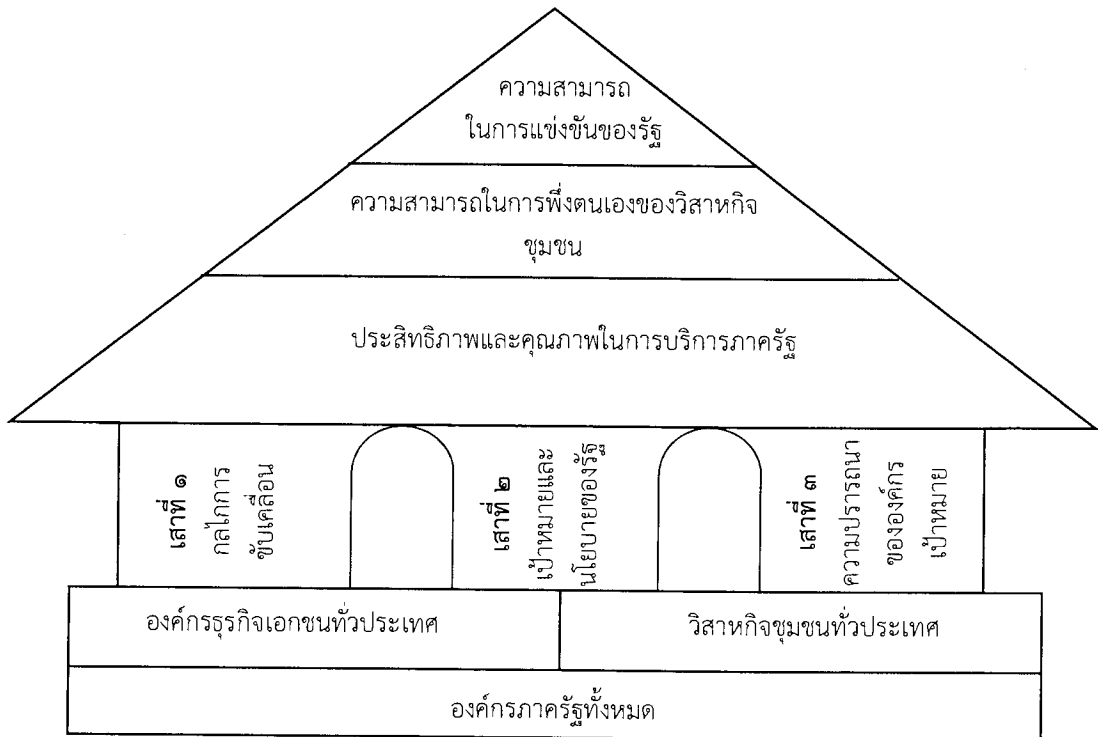 ความสามารถ
ในการแข่งขันของรัฐ
ความสามารถในการพึ่งตนเองของวิสาหกิจ
ชุมชน
ประสิทธิภาพและคุณภาพในการบริการภาครัฐ
เสาที่ ๑
กลไกการ
ขับเคลื่อน
เสาที่ ๒
เป้าหมายและ
นโยบายของรัฐ
เสาที่ ๓
ความปรารถนา
ขององค์กร
เป้าหมาย
องค์กรธุรกิจเอกชนทั่วประเทศ
วิสาหกิจชุมชนทั่วประเทศ
องค์กรภาครัฐทั้งหมด